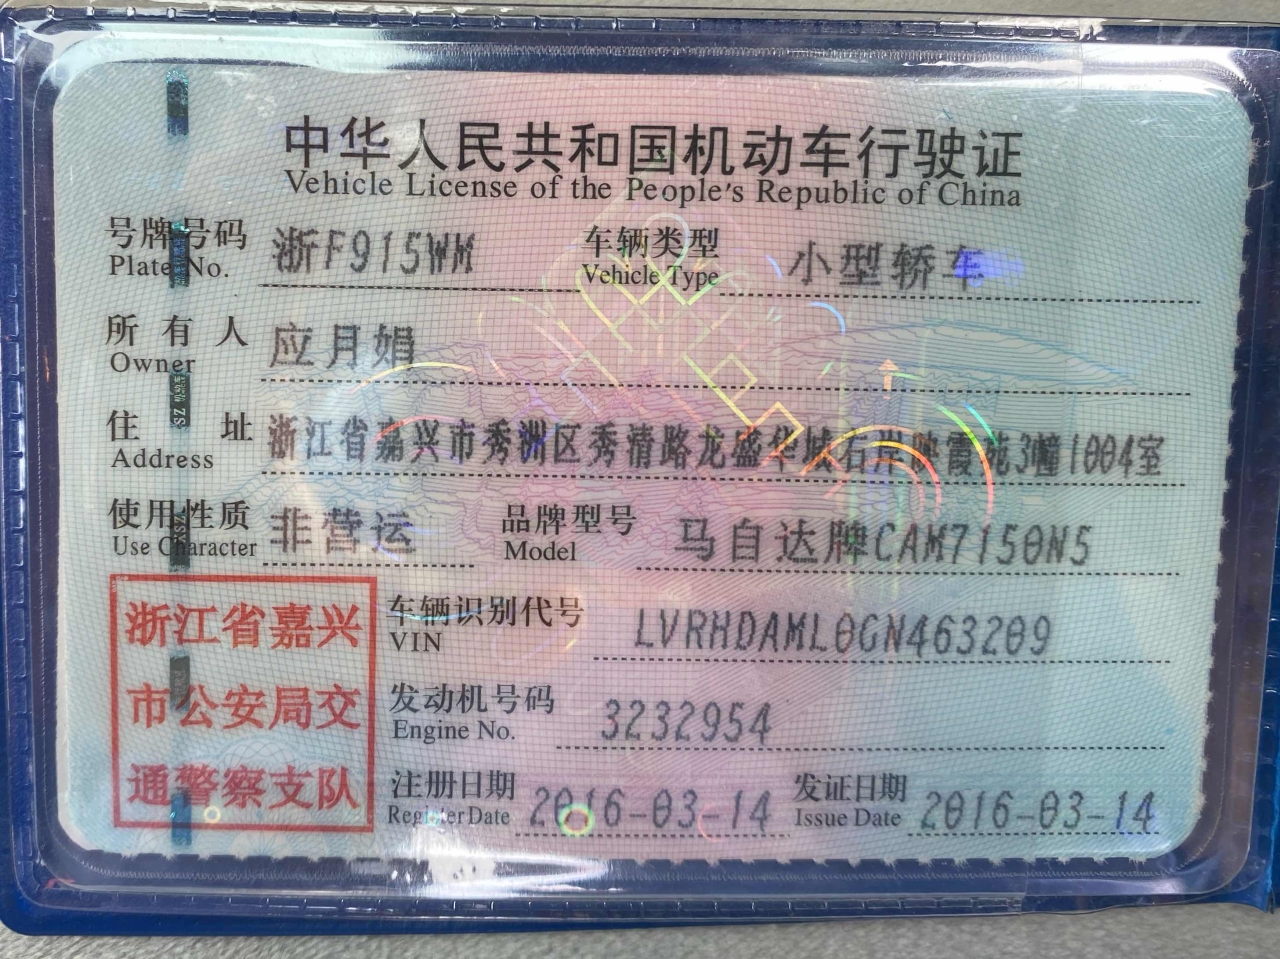 中华人民共和国机动车行驶证
Vehicle License of the People's Republic of China
号牌号码 浙F915WM 车辆类型 小型轿车
Plate No. Vehicle Type
所有人 应月娟
Owner
住址 浙江省嘉兴市秀洲区秀清路龙盛华城右岸映霞苑3幢1004室
Address
使用性质 非营运 品牌型号 马自达牌CAM7150N5
Use Character Model
浙江省嘉兴
市公安局交
通警察支队
车辆识别代号 LVRHDAML0GN463209
VIN
发动机号码 3232954
Engine No.
注册日期 2016-03-14 发证日期 2016-03-14
Register Date Issue Date